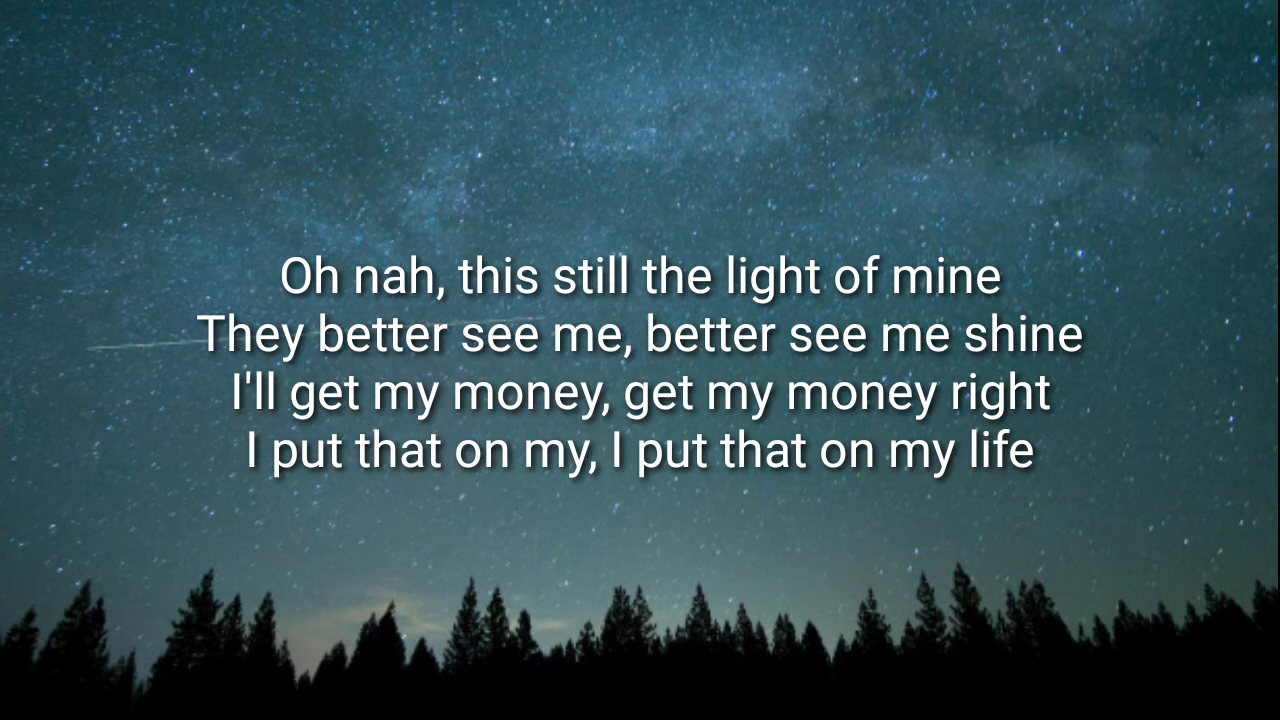 Oh nah, this still the light of mine
They better see me, better see me shine
I'll get my money, get my money right
I put that on my, I put that on my life